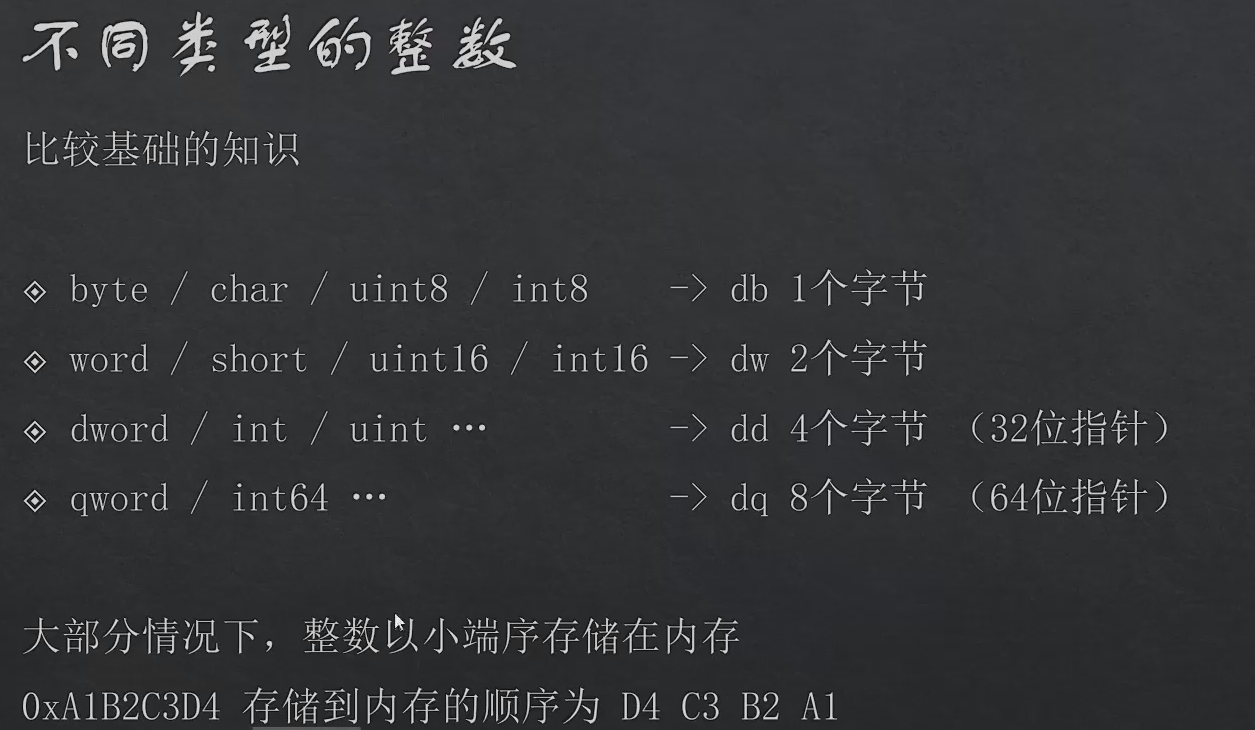 不同类型的整数
比较基础的知识
◈ byte / char / uint8 / int8 -> db 1个字节
◈ word / short / uint16 / int16 -> dw 2个字节
◈ dword / int / uint … -> dd 4个字节 （32位指针）
◈ qword / int64 … -> dq 8个字节 （64位指针）
大部分情况下，整数以小端序存储在内存
0xA1B2C3D4 存储到内存的顺序为 D4 C3 B2 A1